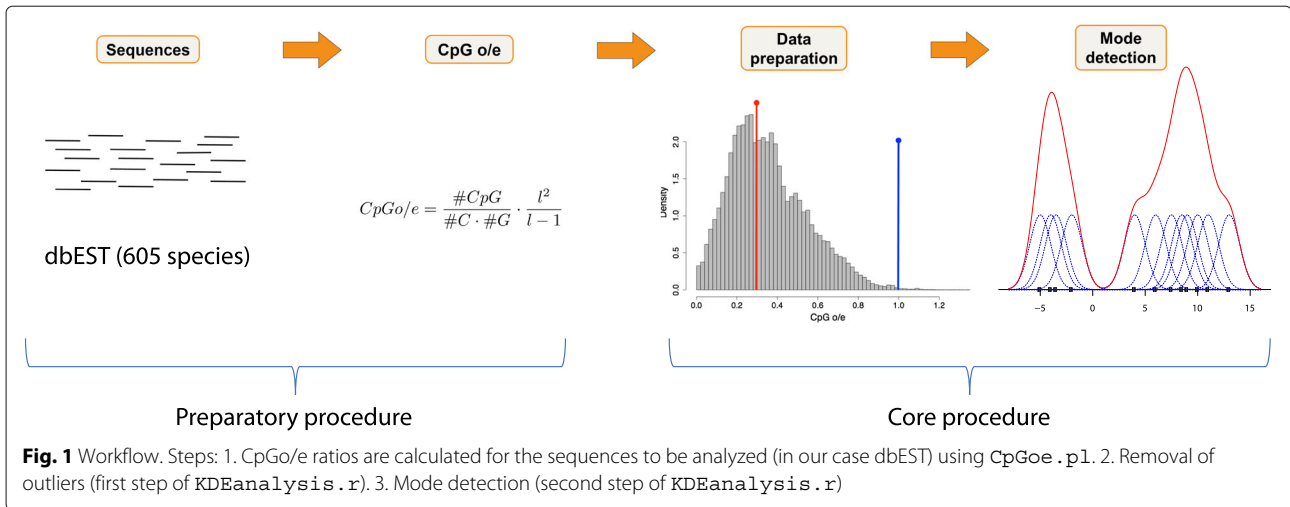 Sequences
CpG o/e
Data
preparation
Mode
detection
dbEST (605 species)
CpGo/e = #CpG / #C · #G · l² / l − 1
Density
0.0
0.5
1.0
1.5
2.0
0.0 0.2 0.4 0.6 0.8 1.0 1.2
CpG o/e
−5 0 5 10 15
Preparatory procedure
Core procedure
Fig. 1 Workflow. Steps: 1. CpGo/e ratios are calculated for the sequences to be analyzed (in our case dbEST) using CpGoe.pl. 2. Removal of
outliers (first step of KDEanalysis.r). 3. Mode detection (second step of KDEanalysis.r)